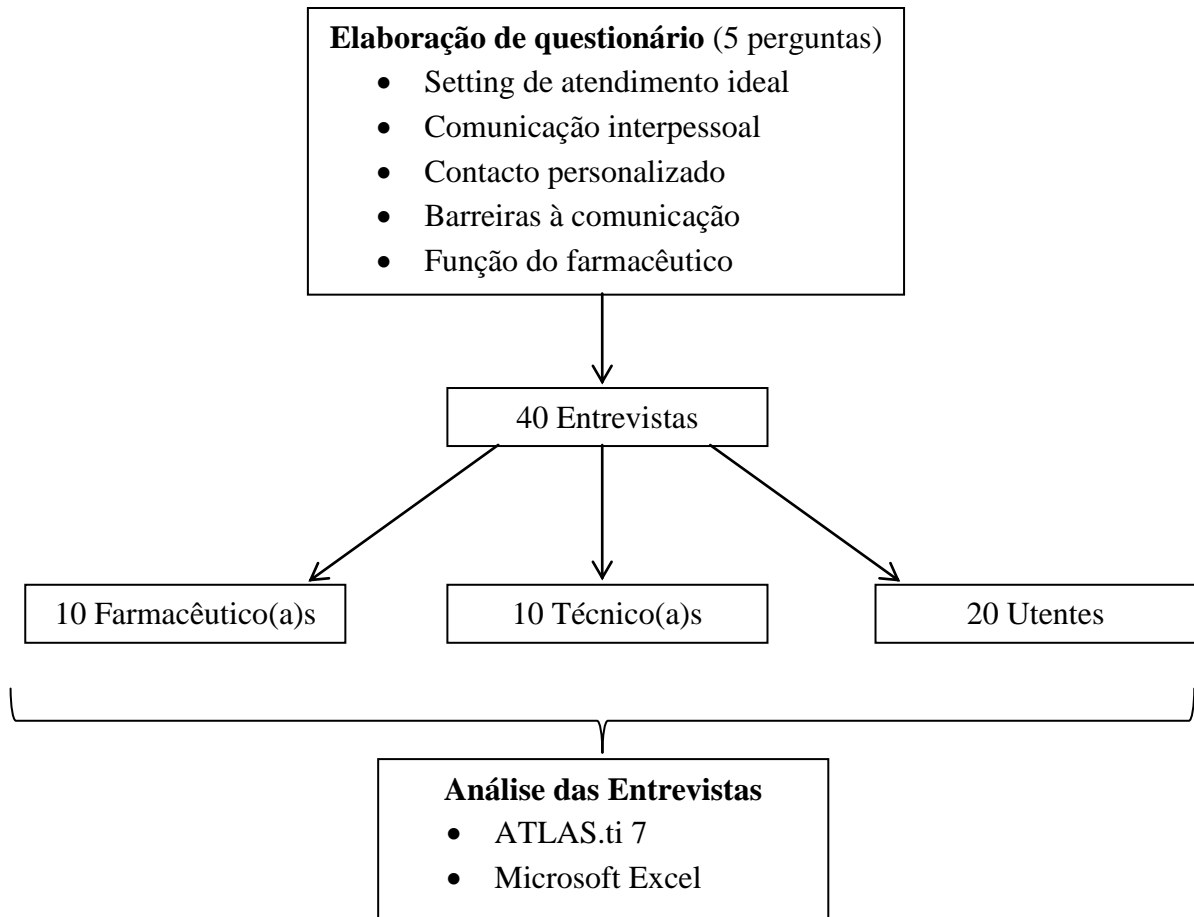 Elaboração de questionário (5 perguntas)
• Setting de atendimento ideal
• Comunicação interpessoal
• Contacto personalizado
• Barreiras à comunicação
• Função do farmacêutico
40 Entrevistas
10 Farmacêutico(a)s
10 Técnico(a)s
20 Utentes
Análise das Entrevistas
• ATLAS.ti 7
• Microsoft Excel